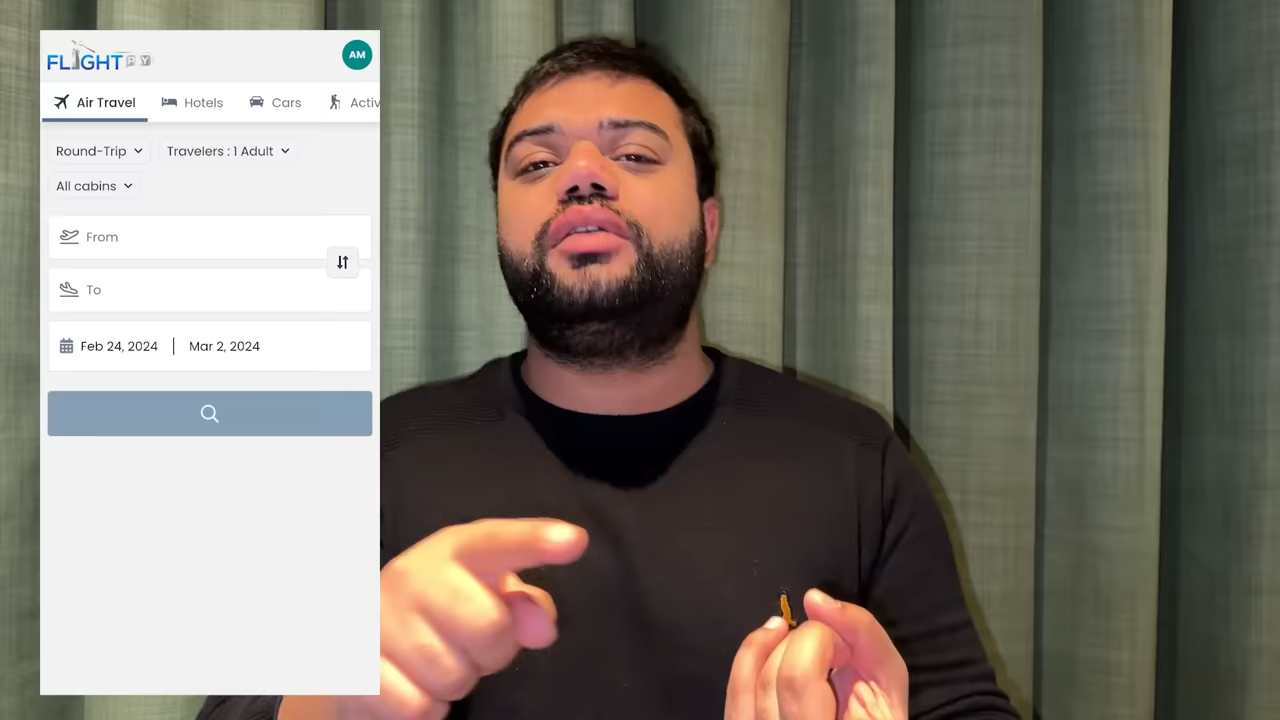 FLIGHT
AM
Air Travel Hotels Cars Activ
Round-Trip Travelers : 1 Adult
All cabins
From
To
Feb 24, 2024 | Mar 2, 2024